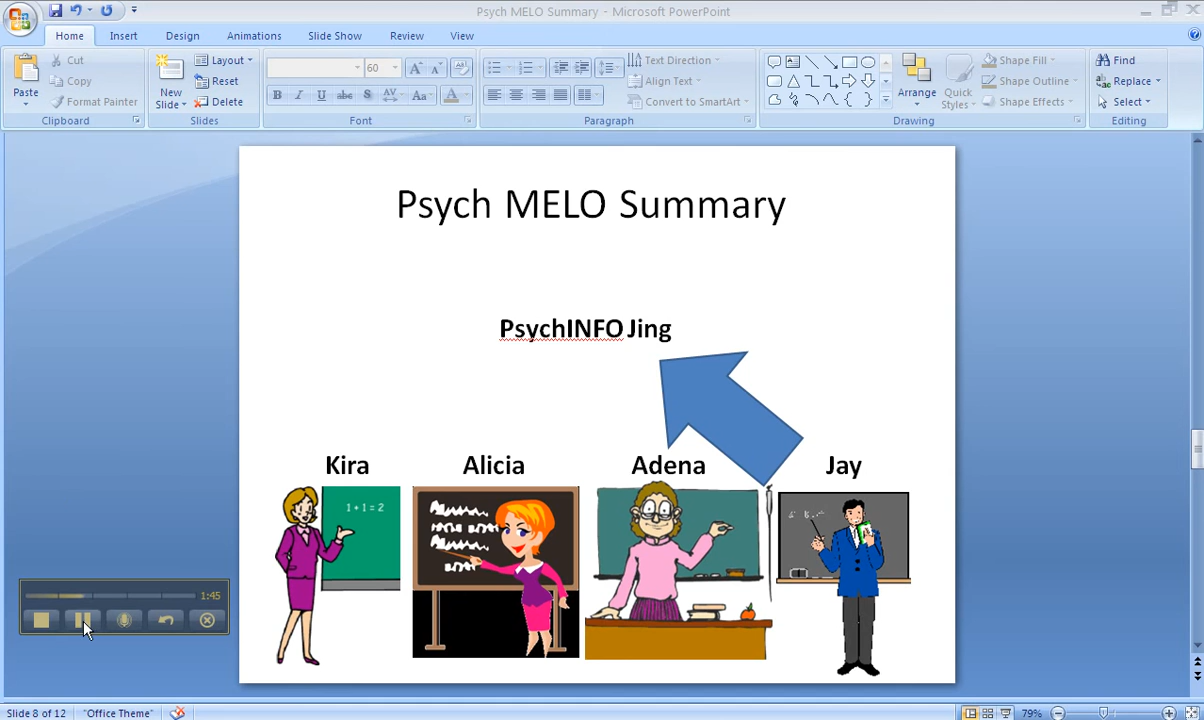 Psych MELO Summary - Microsoft PowerPoint
Home Insert Design Animations Slide Show Review View
Paste
Cut
Copy
Format Painter
Clipboard
New Slide
Layout
Reset
Delete
Slides
60
B I U abc S AV Aa A
Font
Text Direction
Align Text
Convert to SmartArt
Paragraph
Arrange
Quick Styles
Shape Fill
Shape Outline
Shape Effects
Drawing
Find
Replace
Select
Editing
Psych MELO Summary
PsychINFO Jing
Kira Alicia Adena Jay
1+1=2
1:45
Slide 8 of 12 "Office Theme" 79%